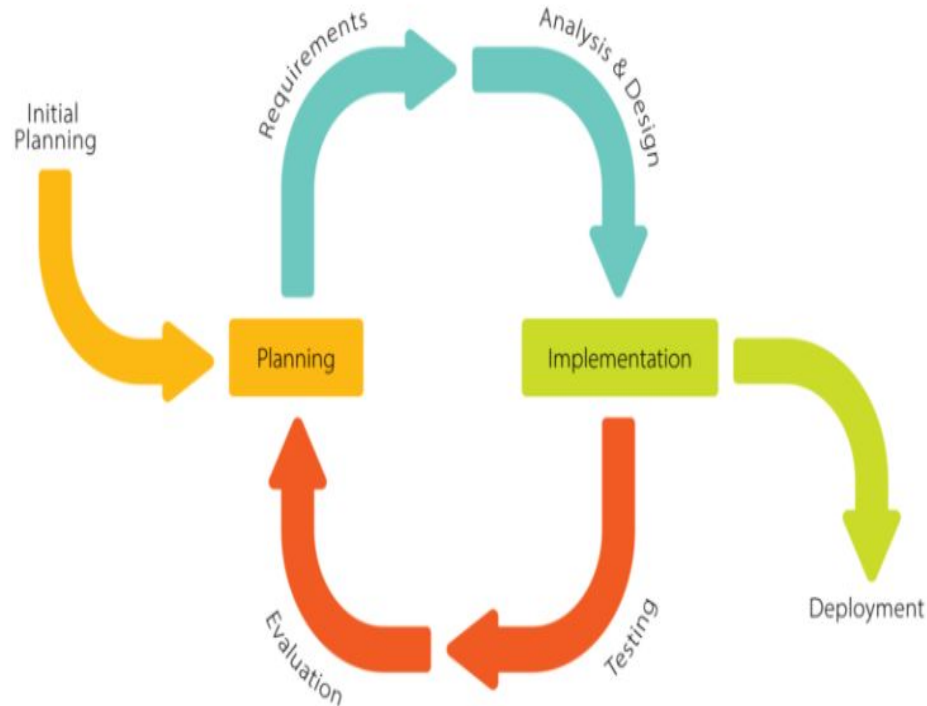 Requirements
Analysis & Design
Initial
Planning
Planning
Implementation
Evaluation
Testing
Deployment